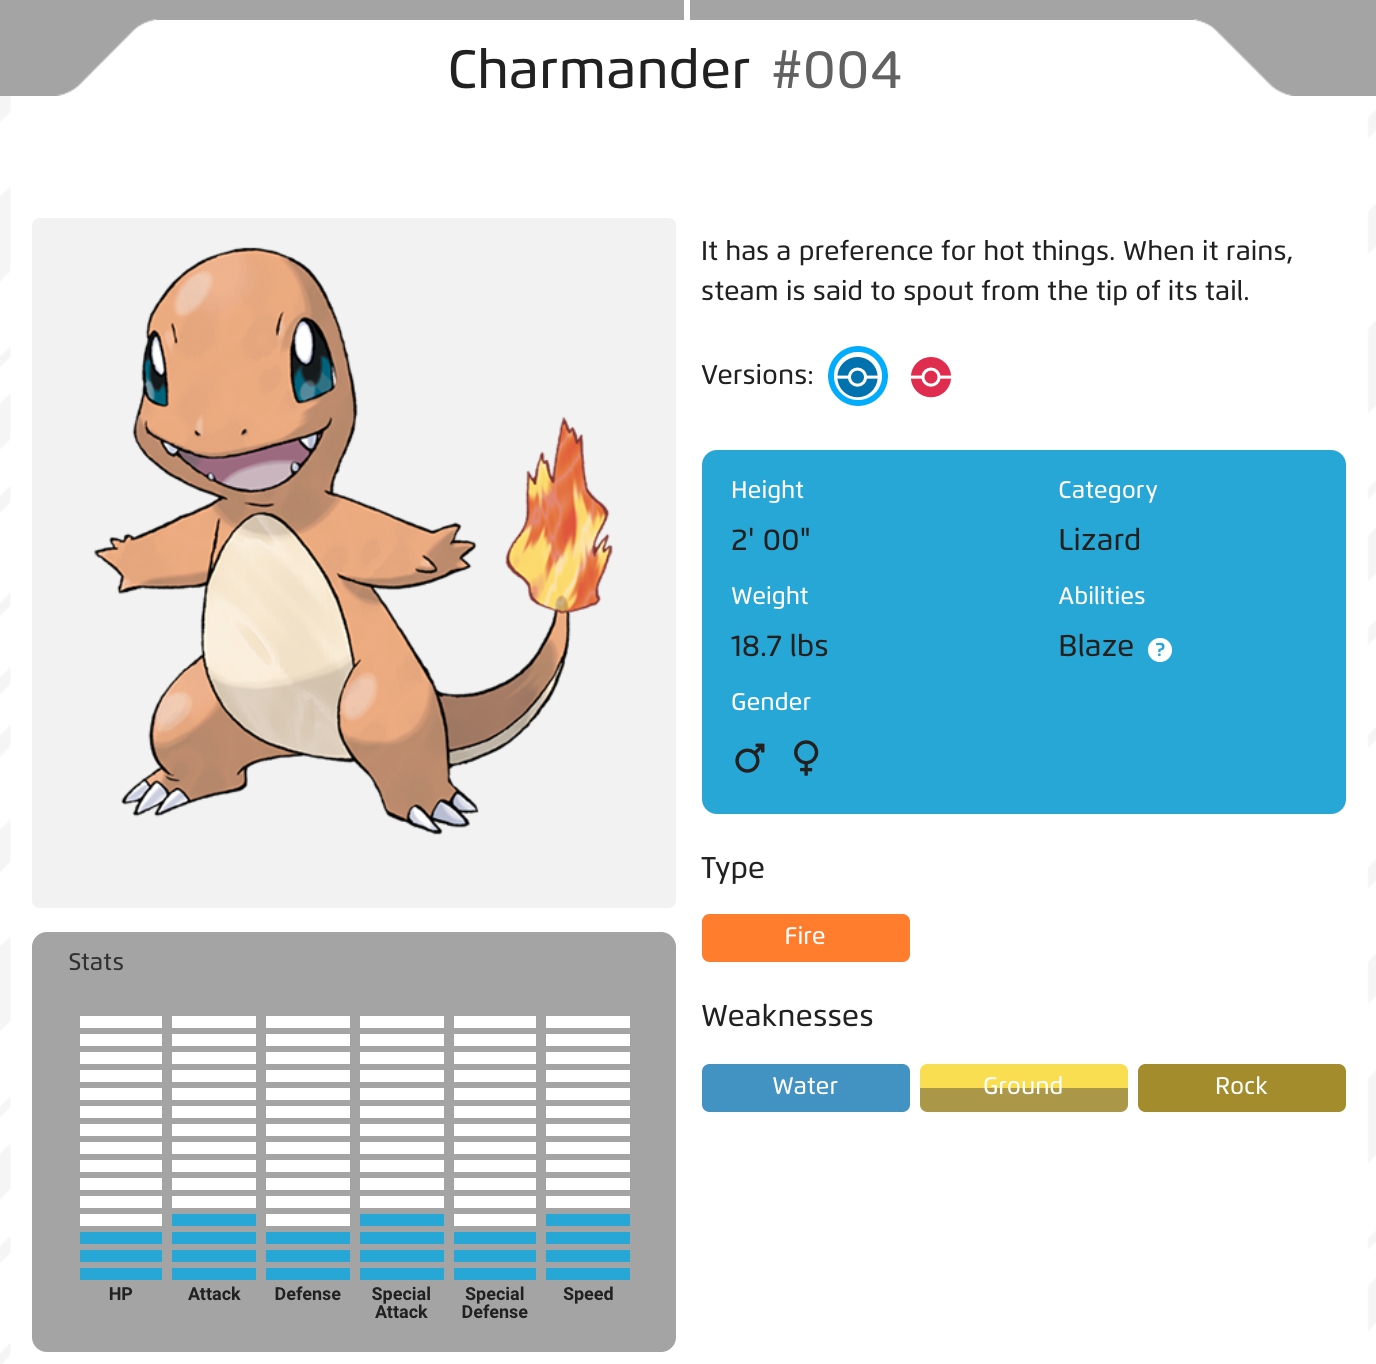 Charmander #004
It has a preference for hot things. When it rains,
steam is said to spout from the tip of its tail.
Versions:
Height
2' 00"
Weight
18.7 lbs
Gender
Category
Lizard
Abilities
Blaze ?
Type
Fire
Weaknesses
Water
Ground
Rock
Stats
HP
Attack
Defense
Special
Attack
Special
Defense
Speed